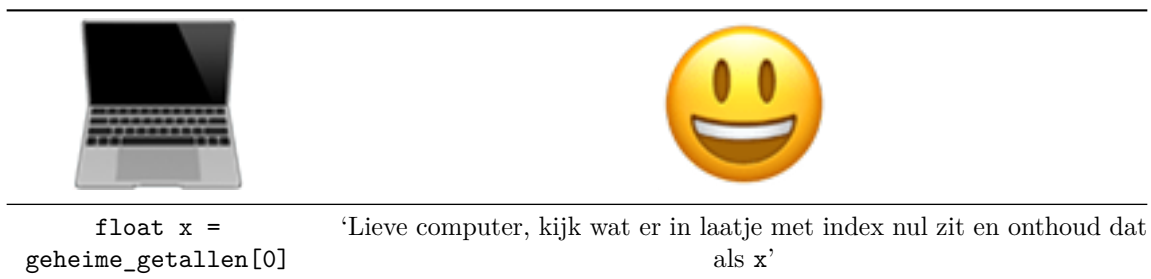 float x =
geheime_getallen[0]
‘Lieve computer, kijk wat er in laatje met index nul zit en onthoud dat
als x’